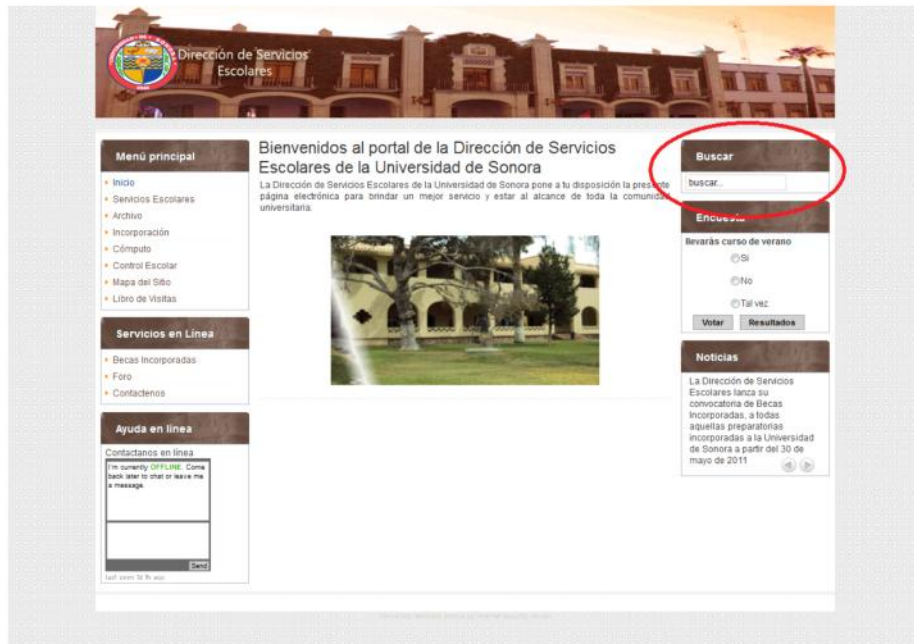 Dirección de Servicios
Escolares
Menú principal
Inicio
Servicios Escolares
Archivo
Incorporación
Cómputo
Control Escolar
Mapa del Sitio
Libro de Visitas
Servicios en Línea
Becas Incorporadas
Foro
Contactenos
Ayuda en línea
Contactanos en línea
I'm currently OFFLINE. Come
back later to chat or leave me
a message.
Send
Bienvenidos al portal de la Dirección de Servicios
Escolares de la Universidad de Sonora
La Dirección de Servicios Escolares de la Universidad de Sonora pone a tu disposición la presente
página electrónica para brindar un mejor servicio y estar al alcance de toda la comunidad
universitaria.
Buscar
buscar...
Encuesta
llevarás curso de verano
Si
No
Tal vez
Votar Resultados
Noticias
La Dirección de Servicios
Escolares lanza su
convocatoria de Becas
Incorporadas, a todas
aquellas preparatorias
incorporadas a la Universidad
de Sonora a partir del 30 de
mayo de 2011